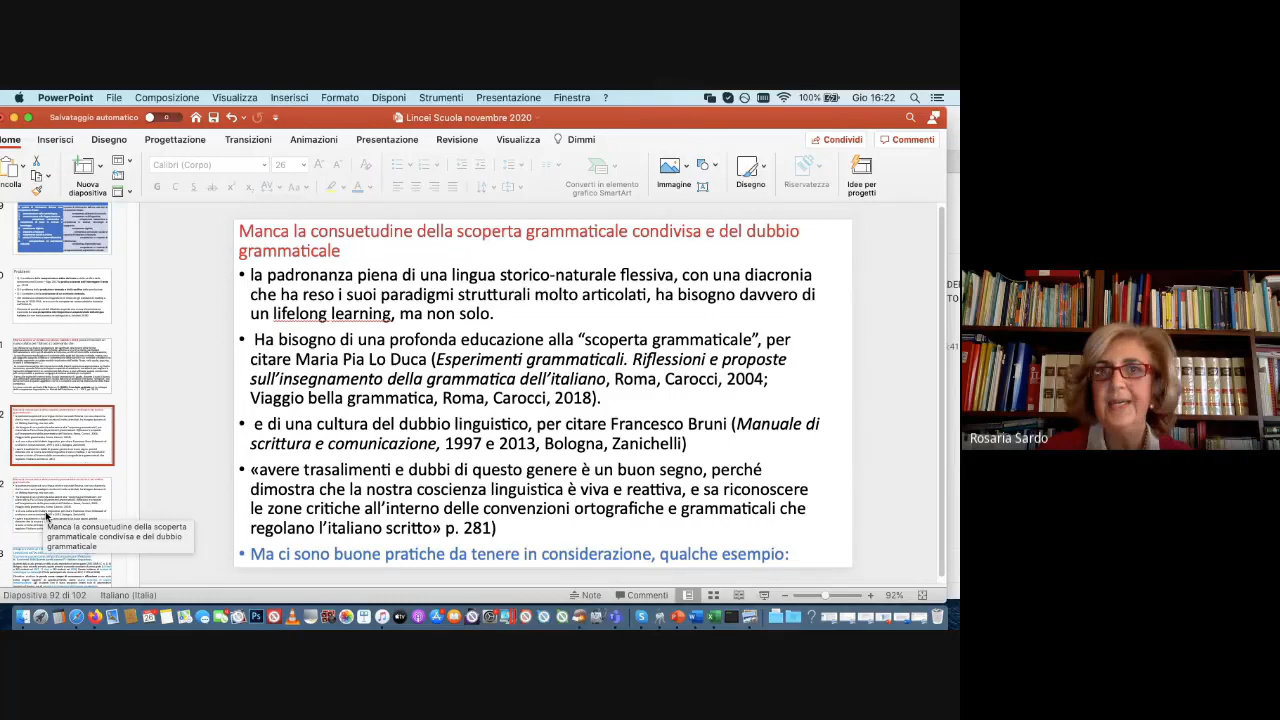 PowerPoint File Composizione Visualizza Inserisci Formato Disponi Strumenti Presentazione Finestra ? 100% Gio 16:22
Salvataggio automatico Lincei Scuola novembre 2020
Home Inserisci Disegno Progettazione Transizioni Animazioni Presentazione Revisione Visualizza Dimmi Condividi Commenti
Calibri (Corpo) 26
Nuova
diapositiva
Converti in elemento
grafico SmartArt
Immagine
Disegno
Riservatezza
Idee per
progetti
Manca la consuetudine della scoperta grammaticale condivisa e del dubbio
grammaticale
• la padronanza piena di una lingua storico-naturale flessiva, con una diacronia
che ha reso i suoi paradigmi strutturali molto articolati, ha bisogno davvero di
un lifelong learning, ma non solo.
• Ha bisogno di una profonda educazione alla “scoperta grammaticale”, per
citare Maria Pia Lo Duca (Esperimenti grammaticali. Riflessioni e proposte
sull’insegnamento della grammatica dell’italiano, Roma, Carocci, 2004;
Viaggio bella grammatica, Roma, Carocci, 2018).
• e di una cultura del dubbio linguistico, per citare Francesco Bruni (Manuale di
scrittura e comunicazione, 1997 e 2013, Bologna, Zanichelli)
• «avere trasalimenti e dubbi di questo genere è un buon segno, perché
dimostra che la nostra coscienza linguistica è viva e reattiva, e sa riconoscere
le zone critiche all’interno delle convenzioni ortografiche e grammaticali che
regolano l’italiano scritto» p. 281)
• Ma ci sono buone pratiche da tenere in considerazione, qualche esempio:
Manca la consuetudine della scoperta
grammaticale condivisa e del dubbio
grammaticale
Diapositiva 92 di 102 Italiano (Italia) Note Commenti 92%
Rosaria Sardo